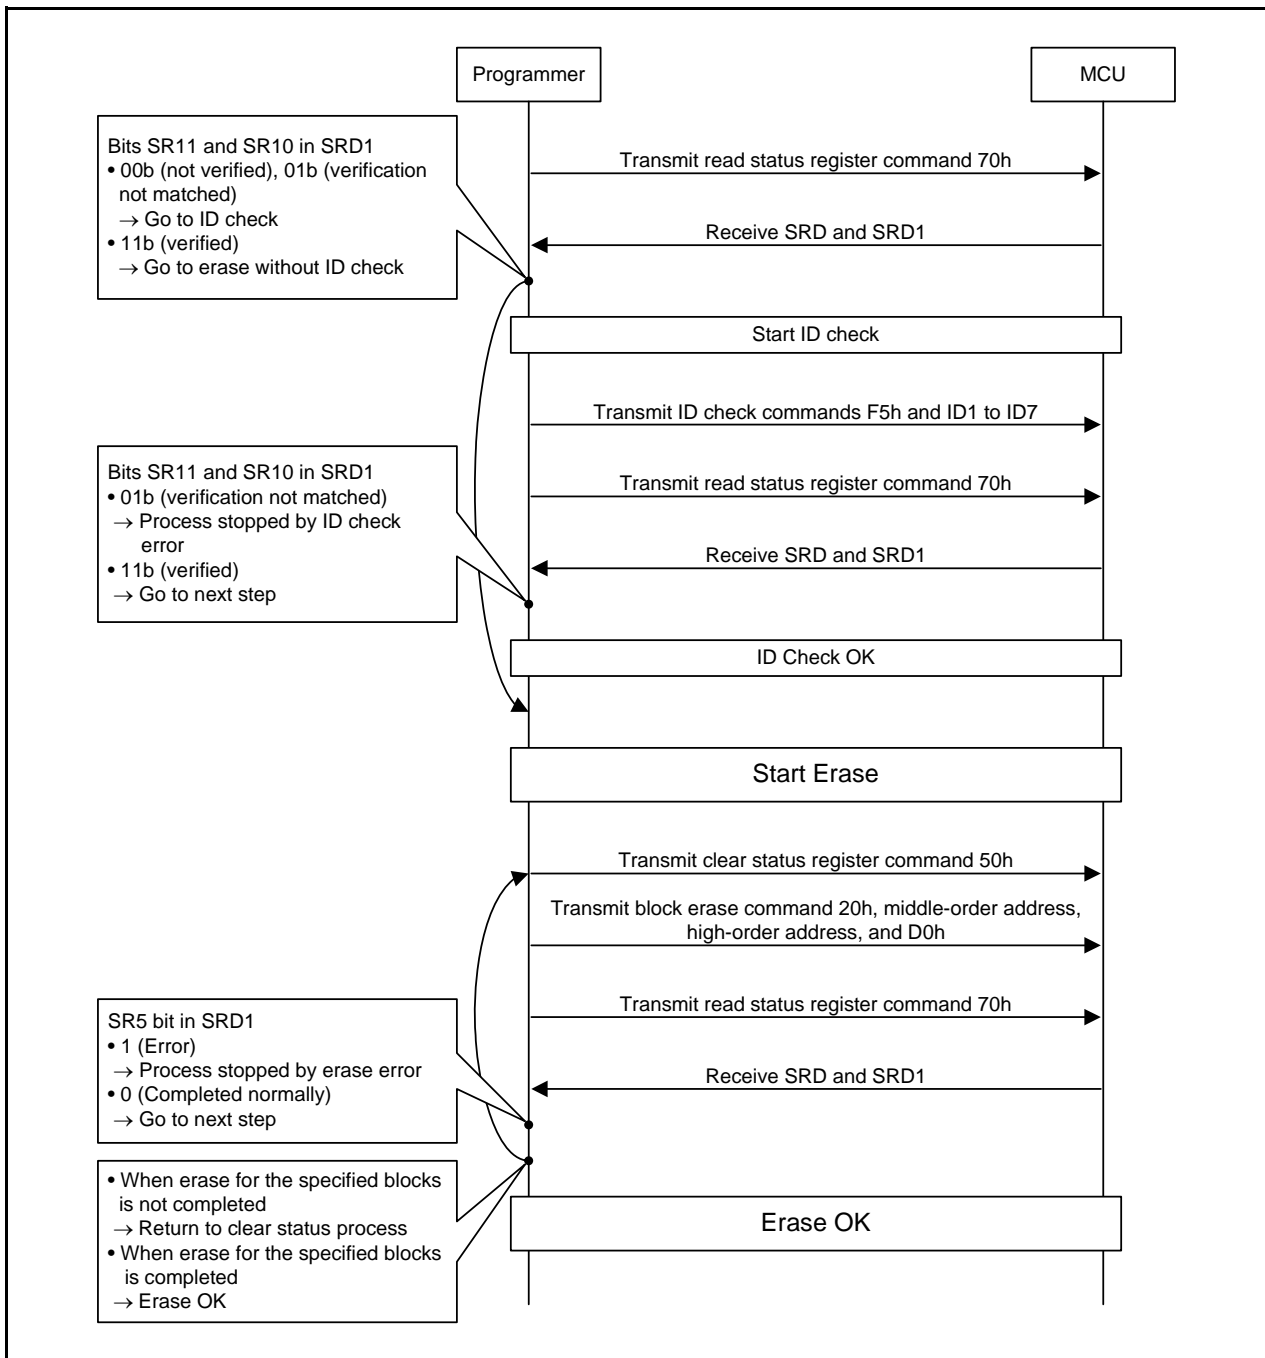 Programmer
MCU
Bits SR11 and SR10 in SRD1
• 00b (not verified), 01b (verification
not matched)
→ Go to ID check
• 11b (verified)
→ Go to erase without ID check
Transmit read status register command 70h
Receive SRD and SRD1
Start ID check
Transmit ID check commands F5h and ID1 to ID7
Bits SR11 and SR10 in SRD1
• 01b (verification not matched)
→ Process stopped by ID check
error
• 11b (verified)
→ Go to next step
Transmit read status register command 70h
Receive SRD and SRD1
ID Check OK
Start Erase
Transmit clear status register command 50h
Transmit block erase command 20h, middle-order address,
high-order address, and D0h
Transmit read status register command 70h
SR5 bit in SRD1
• 1 (Error)
→ Process stopped by erase error
• 0 (Completed normally)
→ Go to next step
Receive SRD and SRD1
• When erase for the specified blocks
is not completed
→ Return to clear status process
• When erase for the specified blocks
is completed
→ Erase OK
Erase OK